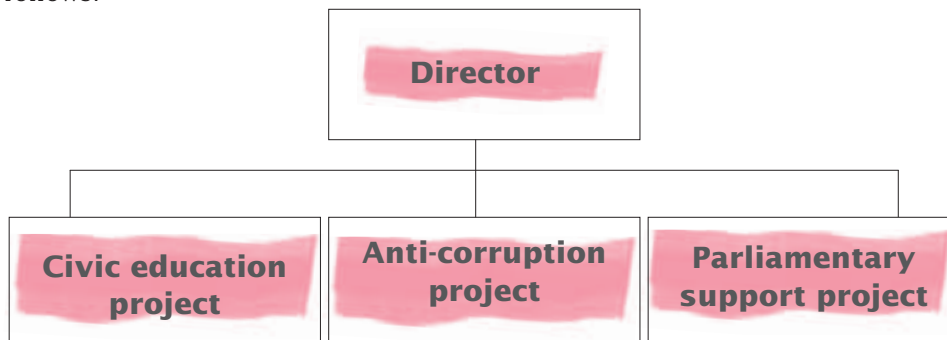 Director
Civic education
project
Anti-corruption
project
Parliamentary
support project